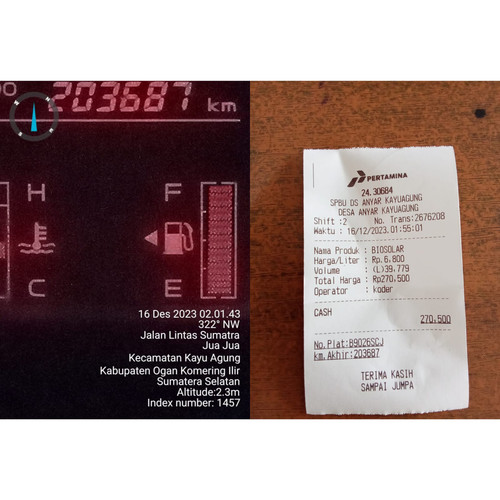 203687 km
H
F
C
E
16 Des 2023 02.01.43
322° NW
Jalan Lintas Sumatra
Jua Jua
Kecamatan Kayu Agung
Kabupaten Ogan Komering Ilir
Sumatera Selatan
Altitude:2.3m
Index number: 1457
PERTAMINA
24.30684
SPBU DS ANYAR KAYUAGUNG
DESA ANYAR KAYUAGUNG
Shift :2 No. Trans:2676208
Waktu : 16/12/2023.01:55:01
Nama Produk : BIOSOLAR
Harga/Liter : Rp.6.800
Volume : (L)39.779
Total Harga : Rp270.500
Operator : koder
CASH
270.500
No.Plat:B9026SCJ
km.Akhir:203687
TERIMA KASIH
SAMPAI JUMPA